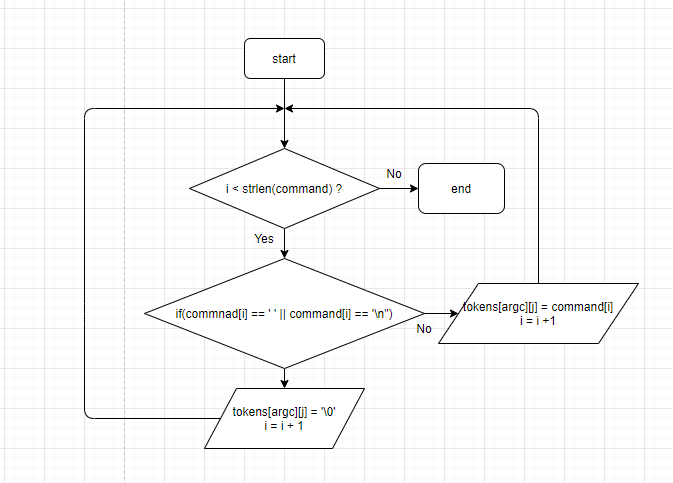 start
i < strlen(command) ?
No
end
Yes
if(commnad[i] == ' ' || command[i] == '\n")
No
tokens[argc][j] = command[i]
i = i +1
tokens[argc][j] = '\0'
i = i + 1